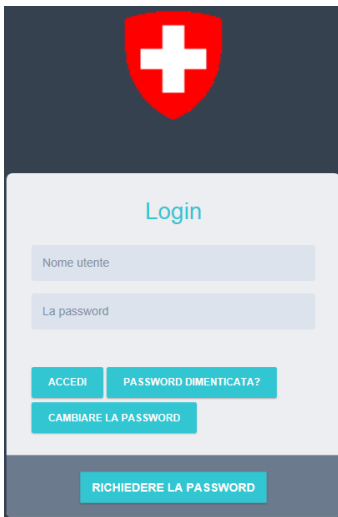 Login
Nome utente
La password
ACCEDI PASSWORD DIMENTICATA?
CAMBIARE LA PASSWORD
RICHIEDERE LA PASSWORD